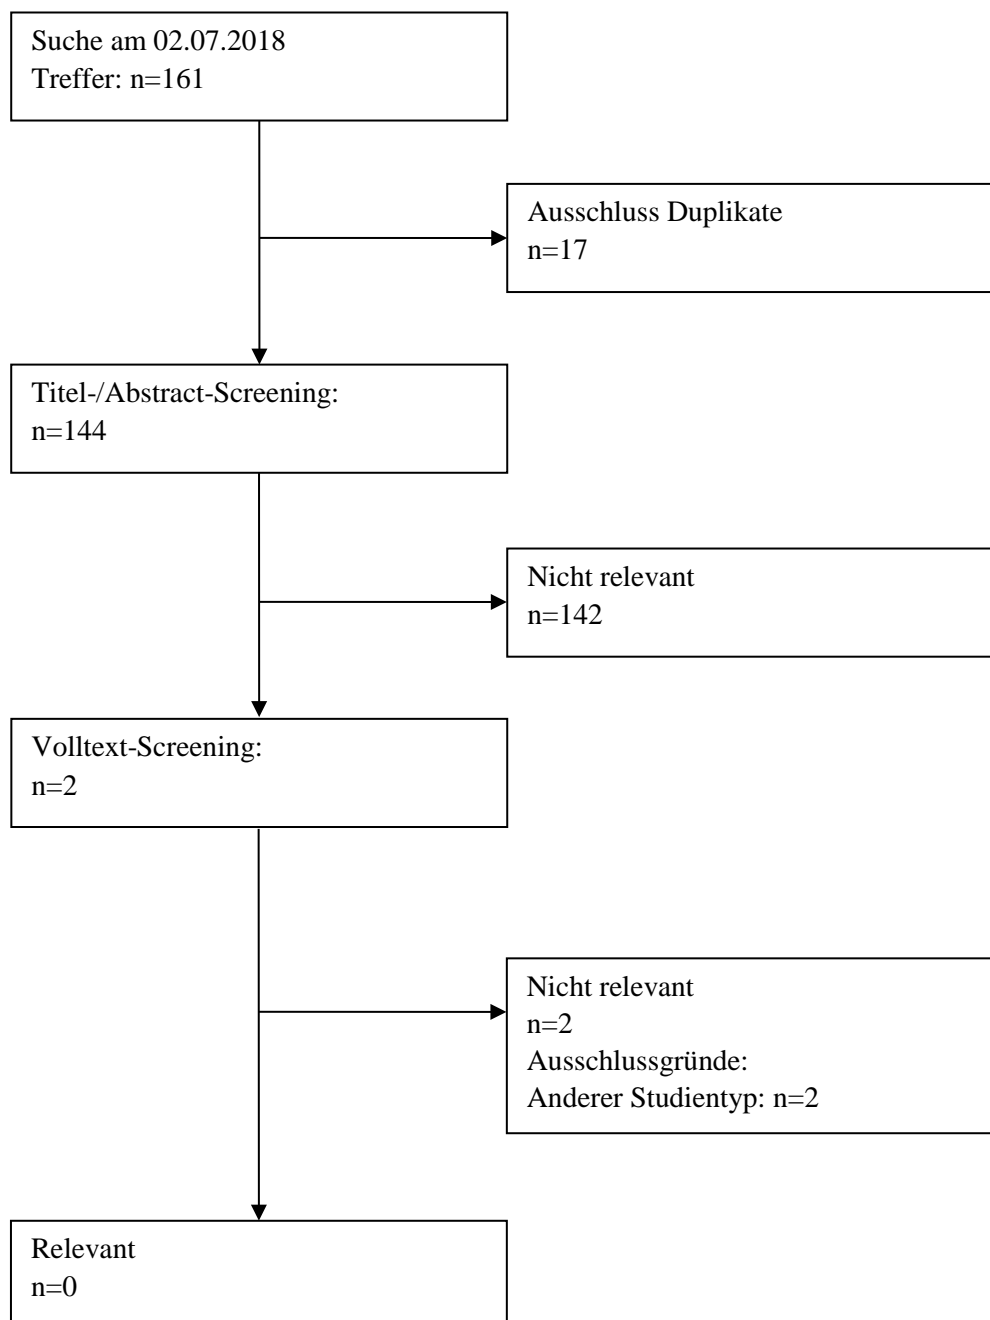 Suche am 02.07.2018
Treffer: n=161
Ausschluss Duplikate
n=17
Titel-/Abstract-Screening:
n=144
Nicht relevant
n=142
Volltext-Screening:
n=2
Nicht relevant
n=2
Ausschlussgründe:
Anderer Studientyp: n=2
Relevant
n=0